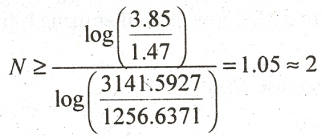 N ≥ log(3.85/1.47) / log(3141.5927/1256.6371) = 1.05 ≈ 2